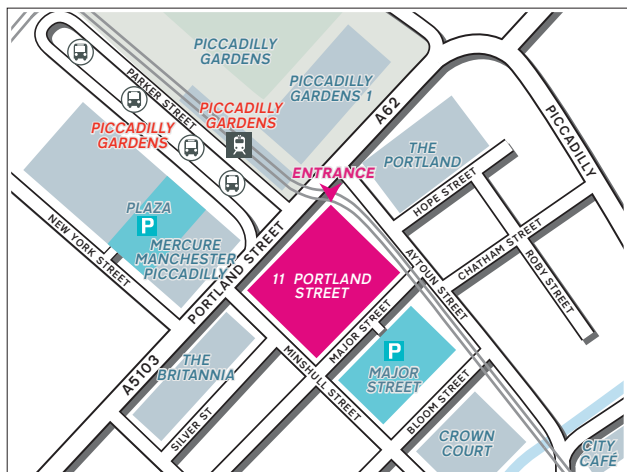 PICCADILLY
GARDENS
PICCADILLY
GARDENS 1
PARKER STREET
PICCADILLY
GARDENS
A62
PICCADILLY
PICCADILLY
GARDENS
THE
PORTLAND
ENTRANCE
HOPE STREET
PLAZA
P
NEW YORK STREET
MERCURE
MANCHESTER
PICCADILLY
PORTLAND STREET
AYTOUN STREET
CHATHAM STREET
ROBY STREET
11 PORTLAND
STREET
MAJOR STREET
MINSHULL STREET
P
MAJOR
STREET
THE
BRITANNIA
A5103
SILVER ST
BLOOM STREET
CROWN
COURT
CITY
CAFÉ